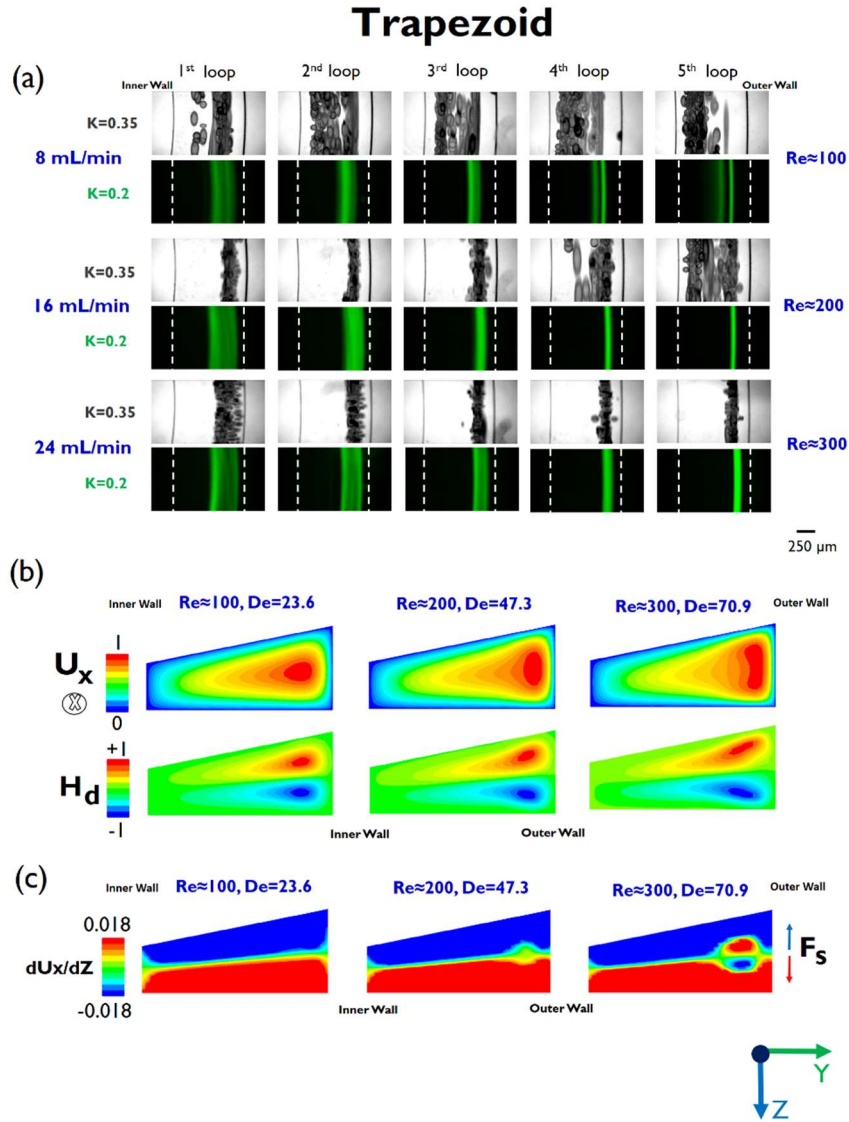 Trapezoid
(a)
Inner Wall
1st loop
2nd loop
3rd loop
4th loop
5th loop
Outer Wall
K=0.35
8 mL/min
Re≈100
K=0.2
K=0.35
16 mL/min
Re≈200
K=0.2
K=0.35
24 mL/min
Re≈300
K=0.2
250 µm
(b)
Inner Wall
Re≈100, De=23.6
Re≈200, De=47.3
Re≈300, De=70.9
Outer Wall
Ux
1
X
0
+1
Hd
-1
Inner Wall
Outer Wall
(c)
Inner Wall
Re≈100, De=23.6
Re≈200, De=47.3
Re≈300, De=70.9
Outer Wall
0.018
dUx/dZ
-0.018
Fs
Inner Wall
Outer Wall
Y
Z